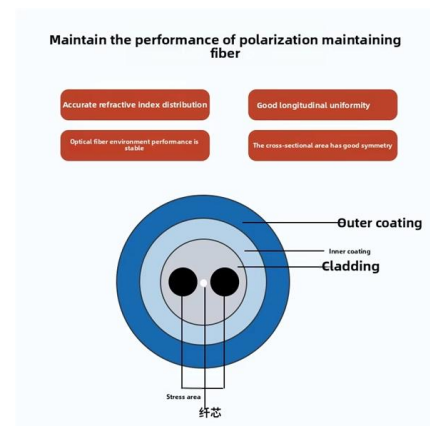 Maintain the performance of polarization maintaining
fiber
Accurate refractive index distribution
Good longitudinal uniformity
Optical fiber environment performance is
stable
The cross-sectional area has good symmetry
Outer coating
Inner coating
Cladding
Stress area
纤芯